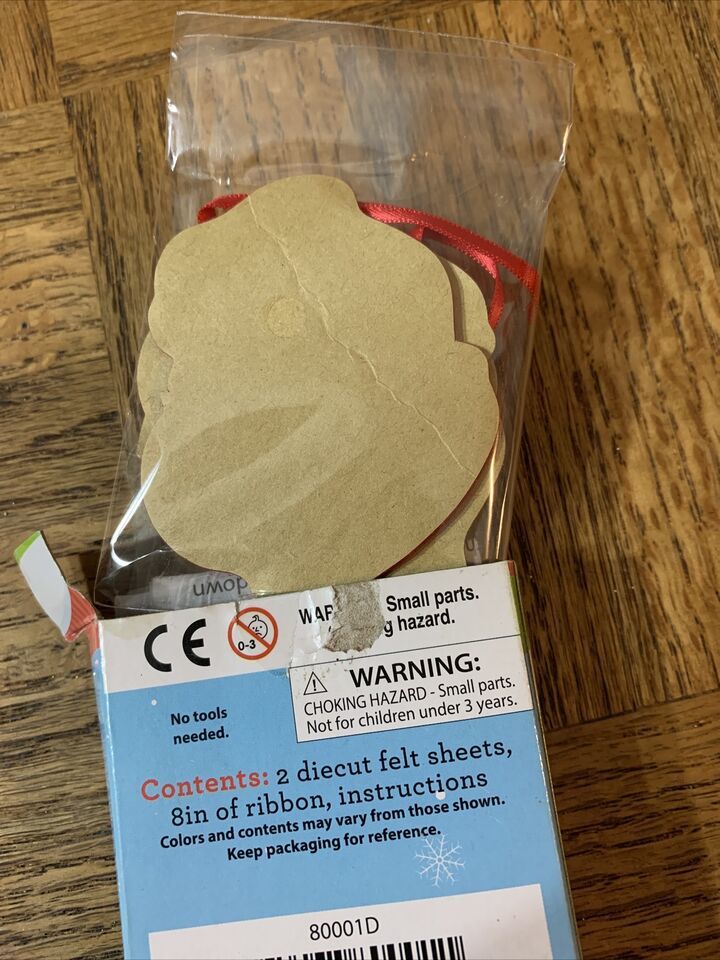 down
CE
0-3
Small parts.
hazard.
WARNING:
CHOKING HAZARD - Small parts.
Not for children under 3 years.
No tools
needed.
Contents: 2 diecut felt sheets,
8in of ribbon, instructions
Colors and contents may vary from those shown.
Keep packaging for reference.
80001D